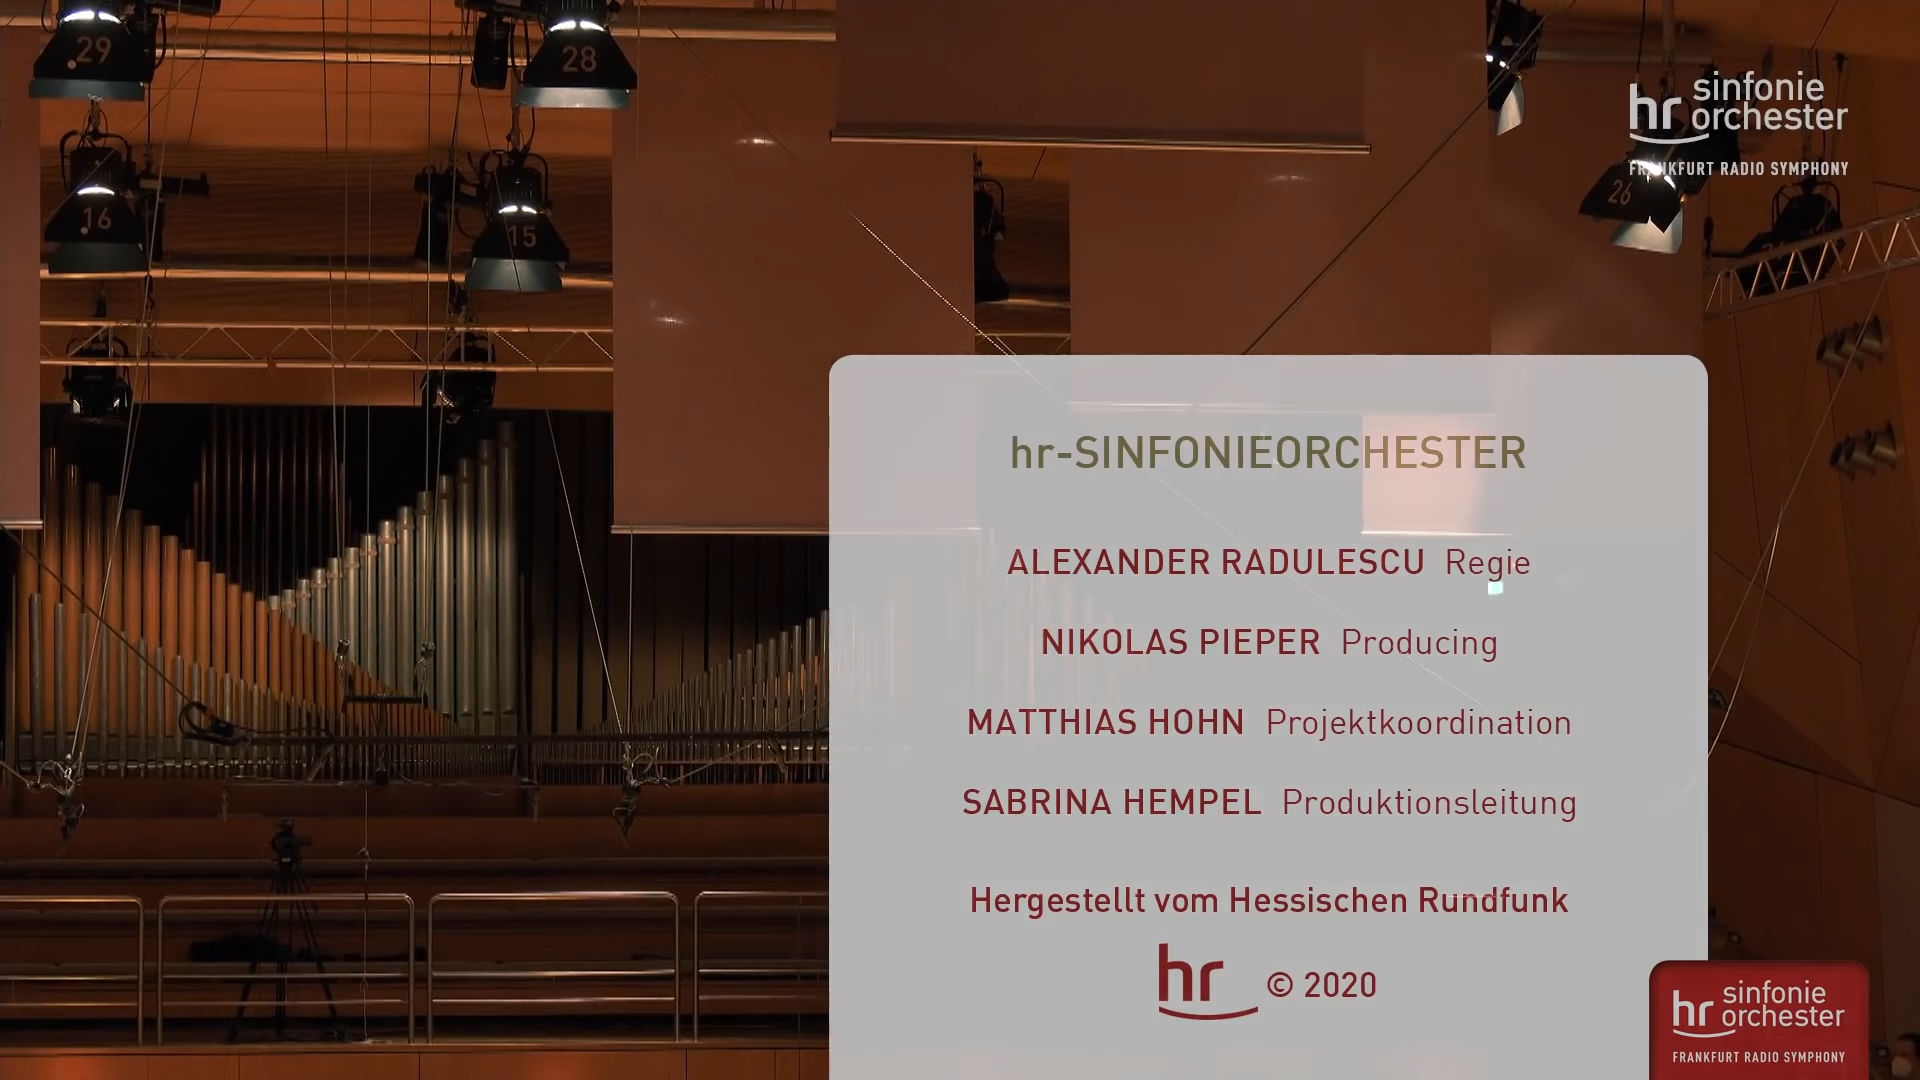 29
28
16
15
26
sinfonie
hr orchester
FRANKFURT RADIO SYMPHONY
hr-SINFONIEORCHESTER
ALEXANDER RADULESCU Regie
NIKOLAS PIEPER Producing
MATTHIAS HOHN Projektkoordination
SABRINA HEMPEL Produktionsleitung
Hergestellt vom Hessischen Rundfunk
hr © 2020
sinfonie
hr orchester
FRANKFURT RADIO SYMPHONY